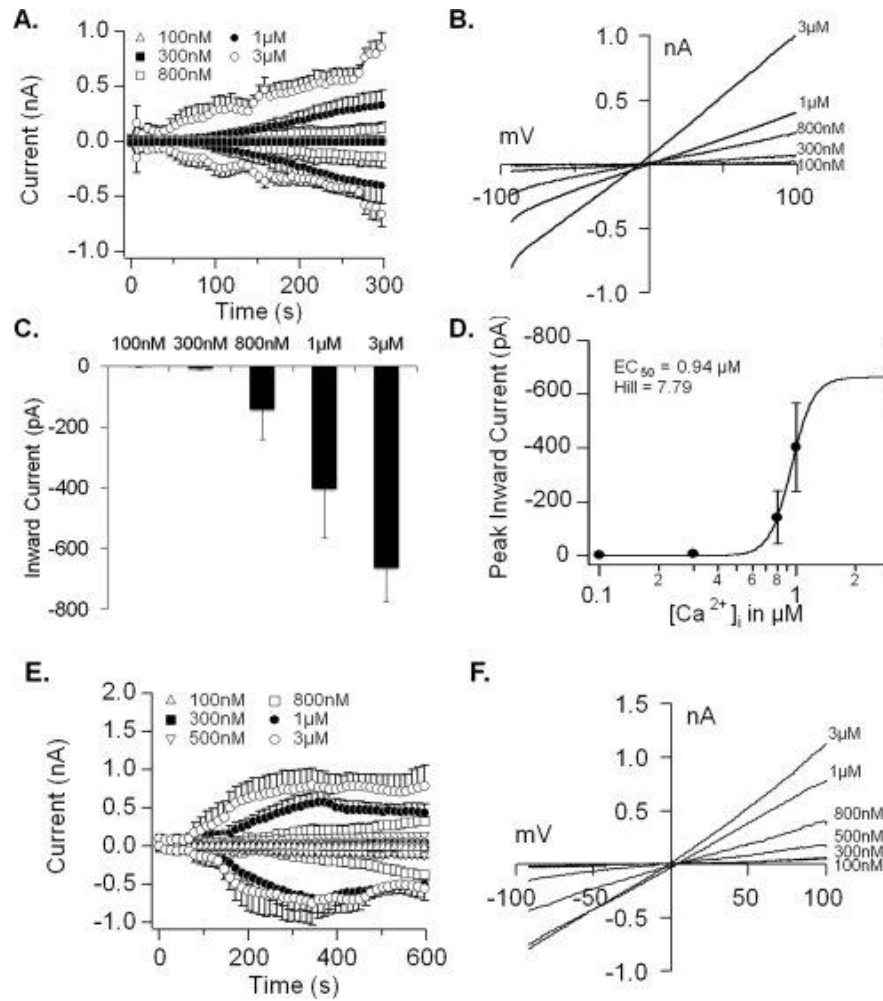 A.
△ 100nM ● 1µM
■ 300nM ○ 3µM
□ 800nM
Current (nA)
1.0
0.5
0.0
-0.5
-1.0
0 100 200 300
Time (s)
B.
nA
mV
1.0
0.5
-0.5
-1.0
-100
100
3µM
1µM
800nM
300nM
100nM
C.
100nM 300nM 800nM 1µM 3µM
Inward Current (pA)
0
-200
-400
-600
-800
D.
EC50 = 0.94 µM
Hill = 7.79
Peak Inward Current (pA)
-800
-600
-400
-200
0
0.1 2 4 6 8 1 2
[Ca2+]i in µM
E.
△ 100nM □ 800nM
■ 300nM ● 1µM
▽ 500nM ○ 3µM
Current (nA)
2.0
1.5
1.0
0.5
0.0
-0.5
-1.0
0 200 400 600
Time (s)
F.
nA
mV
1.5
1.0
0.5
-0.5
-1.0
-100 -50 50 100
3µM
1µM
800nM
500nM
300nM
100nM